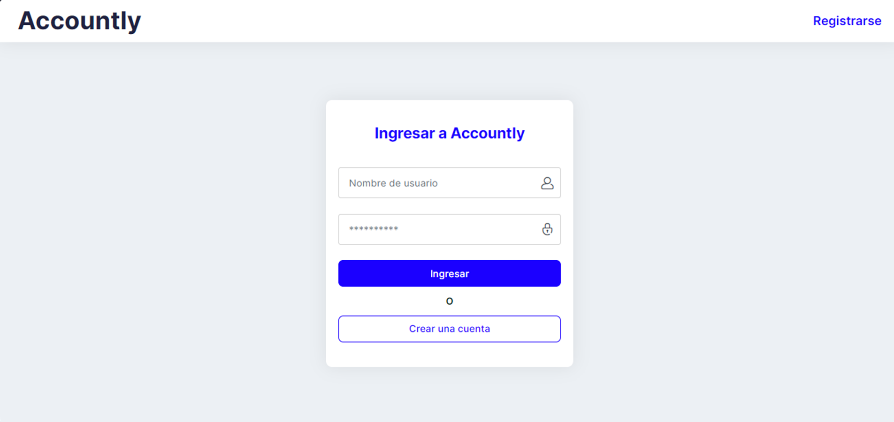 Accountly
Registrarse
Ingresar a Accountly
Nombre de usuario
**********
Ingresar
O
Crear una cuenta